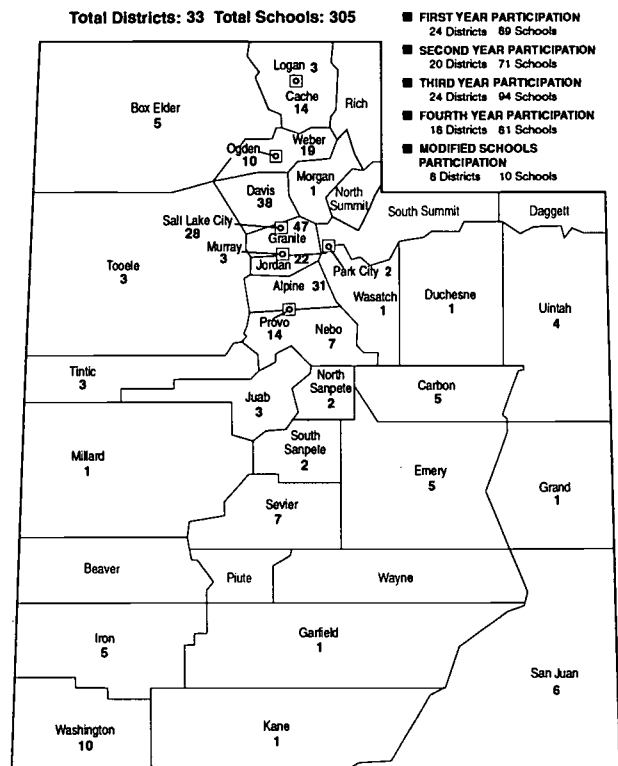 Total Districts: 33 Total Schools: 305
■ FIRST YEAR PARTICIPATION
24 Districts 89 Schools
■ SECOND YEAR PARTICIPATION
20 Districts 71 Schools
■ THIRD YEAR PARTICIPATION
24 Districts 94 Schools
■ FOURTH YEAR PARTICIPATION
18 Districts 81 Schools
■ MODIFIED SCHOOLS
PARTICIPATION
8 Districts 10 Schools
Logan 3
Cache
14
Rich
Box Elder
5
Weber
19
Ogden
10
Morgan
1
Davis
38
North
Summit
South Summit
Daggett
Salt Lake City
28
47
Granite
Murray
3
22
Jordan
Park City 2
Tooele
3
Alpine 31
Wasatch
1
Duchesne
1
Uintah
4
Provo
14
Nebo
7
Tintic
3
Juab
3
North
Sanpete
2
Carbon
5
South
Sanpete
2
Millard
1
Emery
5
Grand
1
Sevier
7
Beaver
Piute
Wayne
Iron
5
Garfield
1
San Juan
6
Washington
10
Kane
1